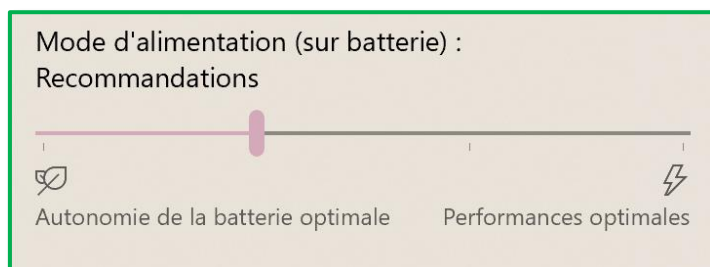 Mode d'alimentation (sur batterie) :
Recommandations
Autonomie de la batterie optimale
Performances optimales